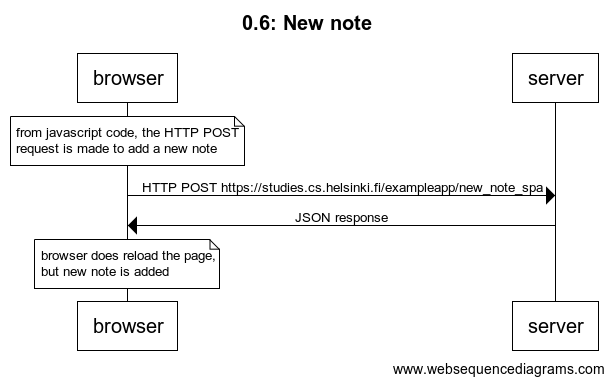 0.6: New note
browser
server
from javascript code, the HTTP POST
request is made to add a new note
HTTP POST https://studies.cs.helsinki.fi/exampleapp/new_note_spa
JSON response
browser does reload the page,
but new note is added
browser
server
www.websequencediagrams.com